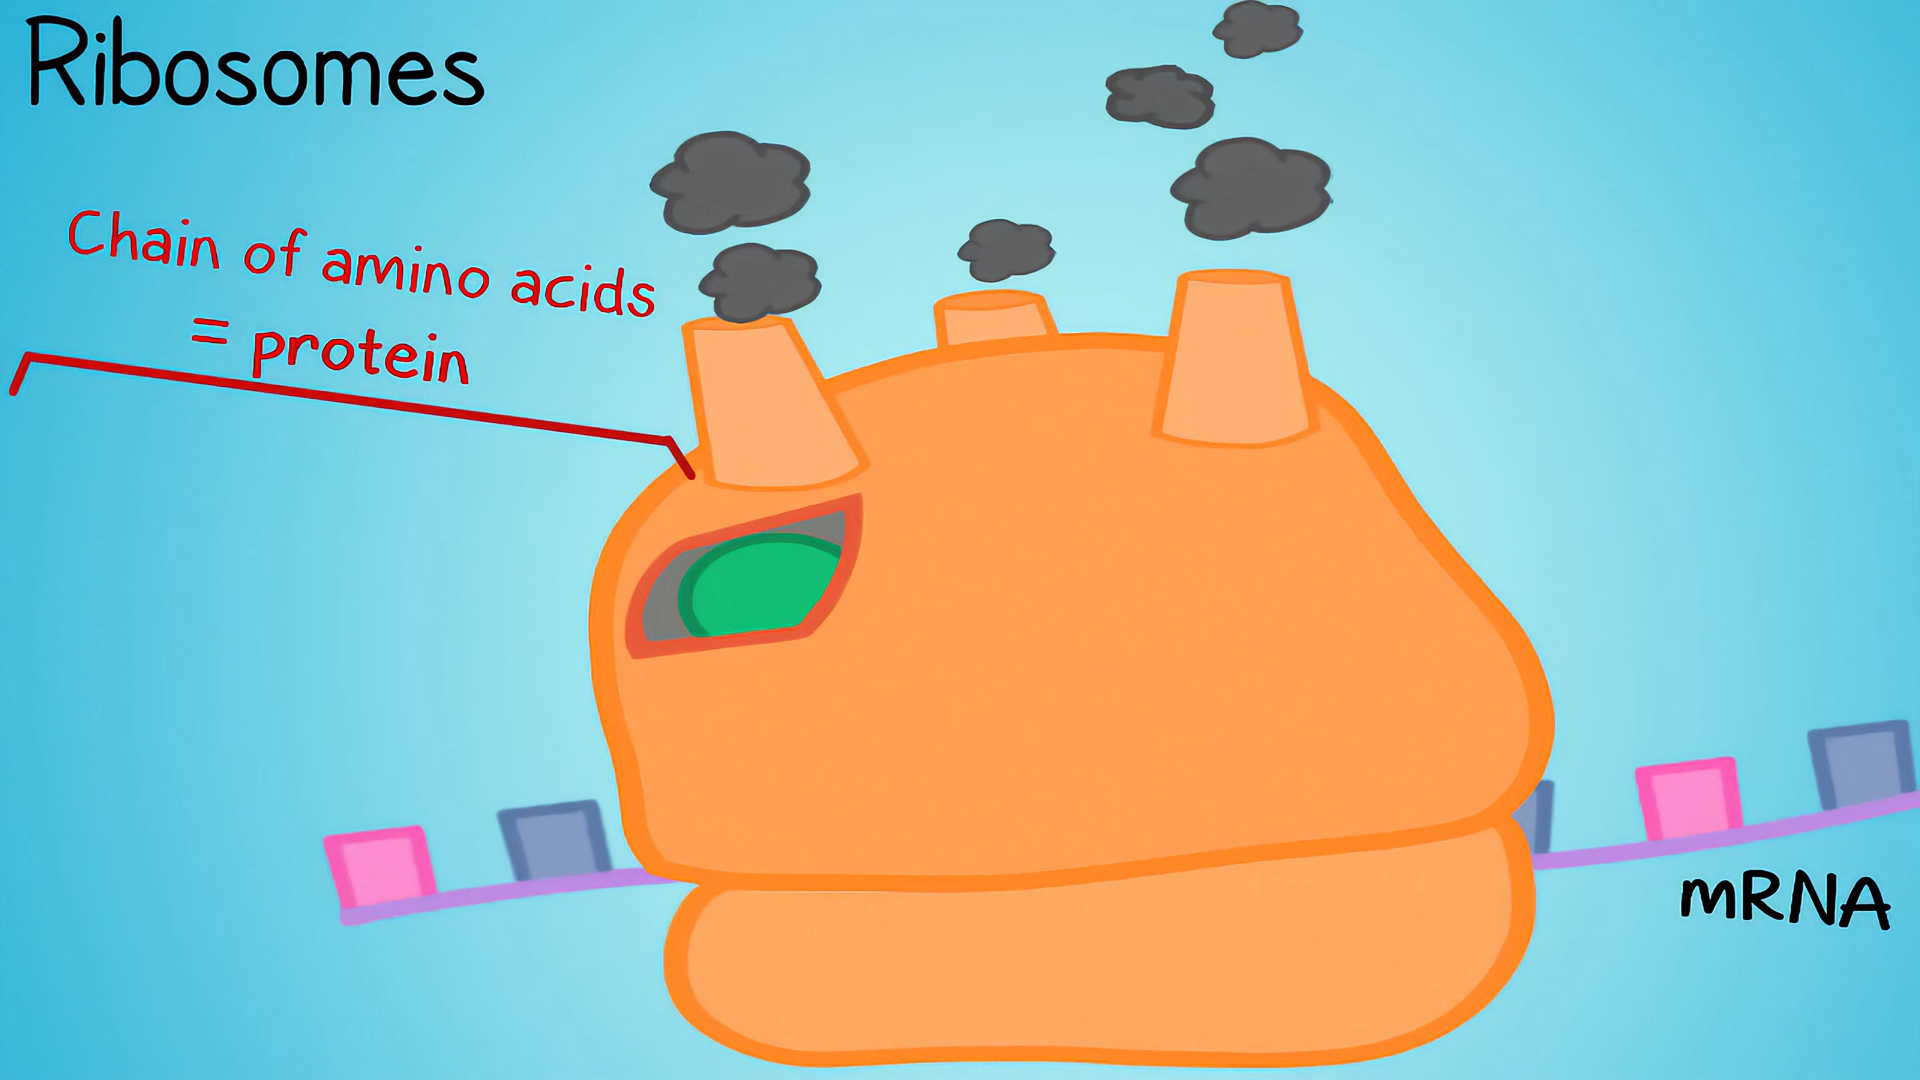 Ribosomes
Chain of amino acids
= protein
mRNA